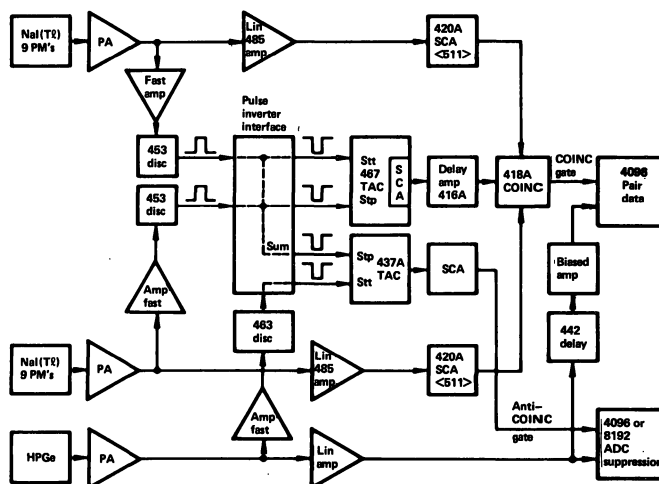 NaI(Tℓ)
9 PM's
PA
Lin
485
amp
420A
SCA
<511>
Fast
amp
Pulse
inverter
interface
453
disc
453
disc
Stt
467
TAC
Stp
S
C
A
Delay
amp
416A
418A
COINC
COINC
gate
4096
Pair
data
Sum
Stp
437A
TAC
Stt
SCA
Biased
amp
Amp
fast
463
disc
442
delay
NaI(Tℓ)
9 PM's
PA
Lin
485
amp
420A
SCA
<511>
Amp
fast
Anti-
COINC
gate
HPGe
PA
Lin
amp
4096 or
8192
ADC
suppression